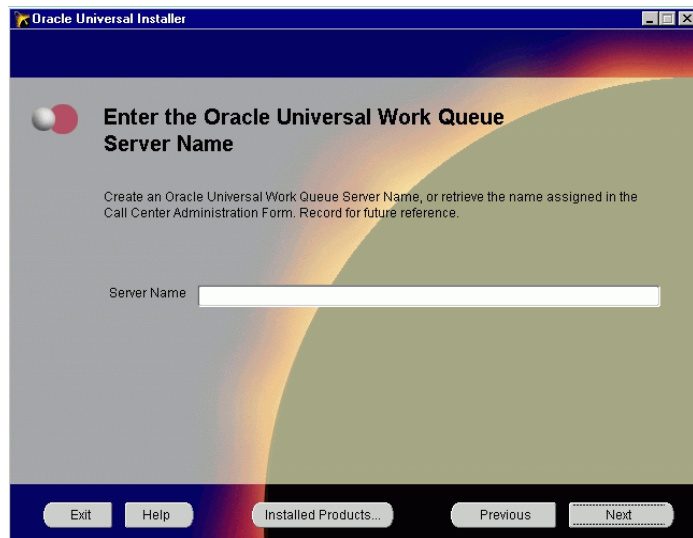 Oracle Universal Installer
Enter the Oracle Universal Work Queue
Server Name
Create an Oracle Universal Work Queue Server Name, or retrieve the name assigned in the
Call Center Administration Form. Record for future reference.
Server Name
Exit
Help
Installed Products...
Previous
Next